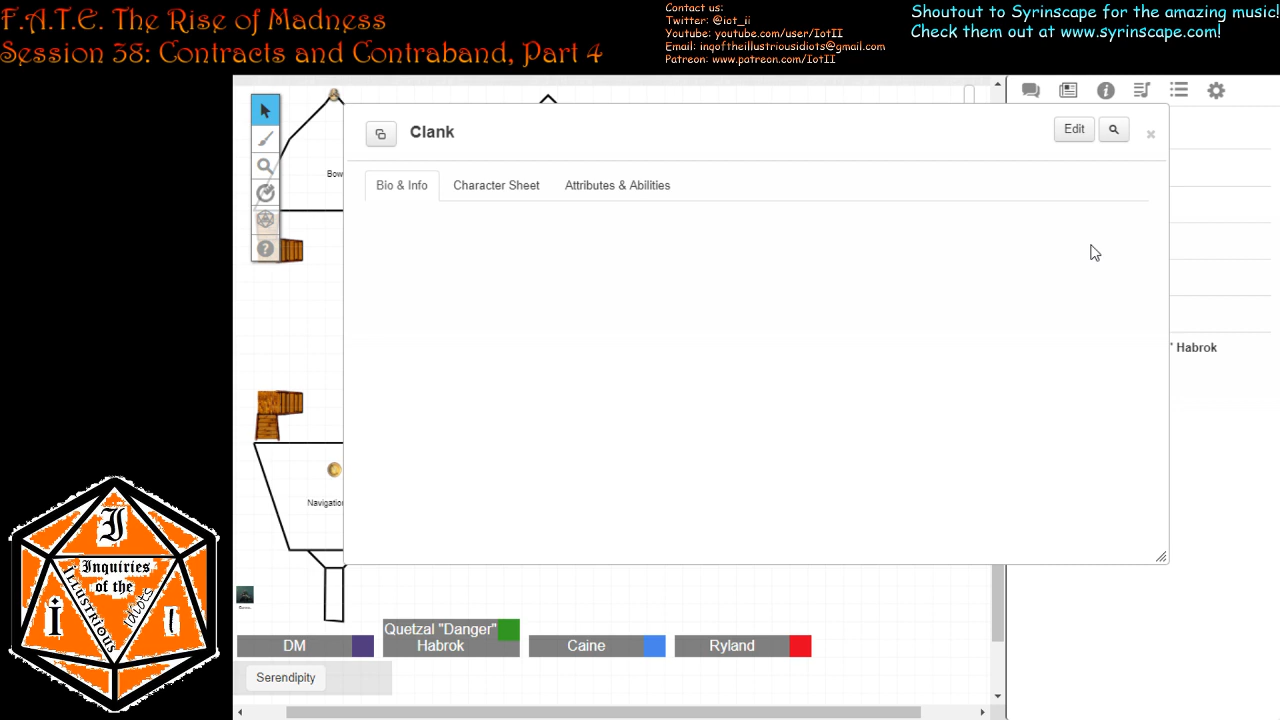 F.A.T.E. The Rise of Madness
Session 38: Contracts and Contraband, Part 4
Contact us:
Twitter: @iot_ii
Youtube: youtube.com/user/IotII
Email: inqoftheillustriousidiots@gmail.com
Patreon: www.patreon.com/IotII
Shoutout to Syrinscape for the amazing music!
Check them out at www.syrinscape.com!
Clank
Edit
Bio & Info
Character Sheet
Attributes & Abilities
Bow
" Habrok
Navigation
I
Inquiries
of the
Illustrious
Idiots
i
I
DM
Quetzal "Danger"
Habrok
Caine
Ryland
Serendipity